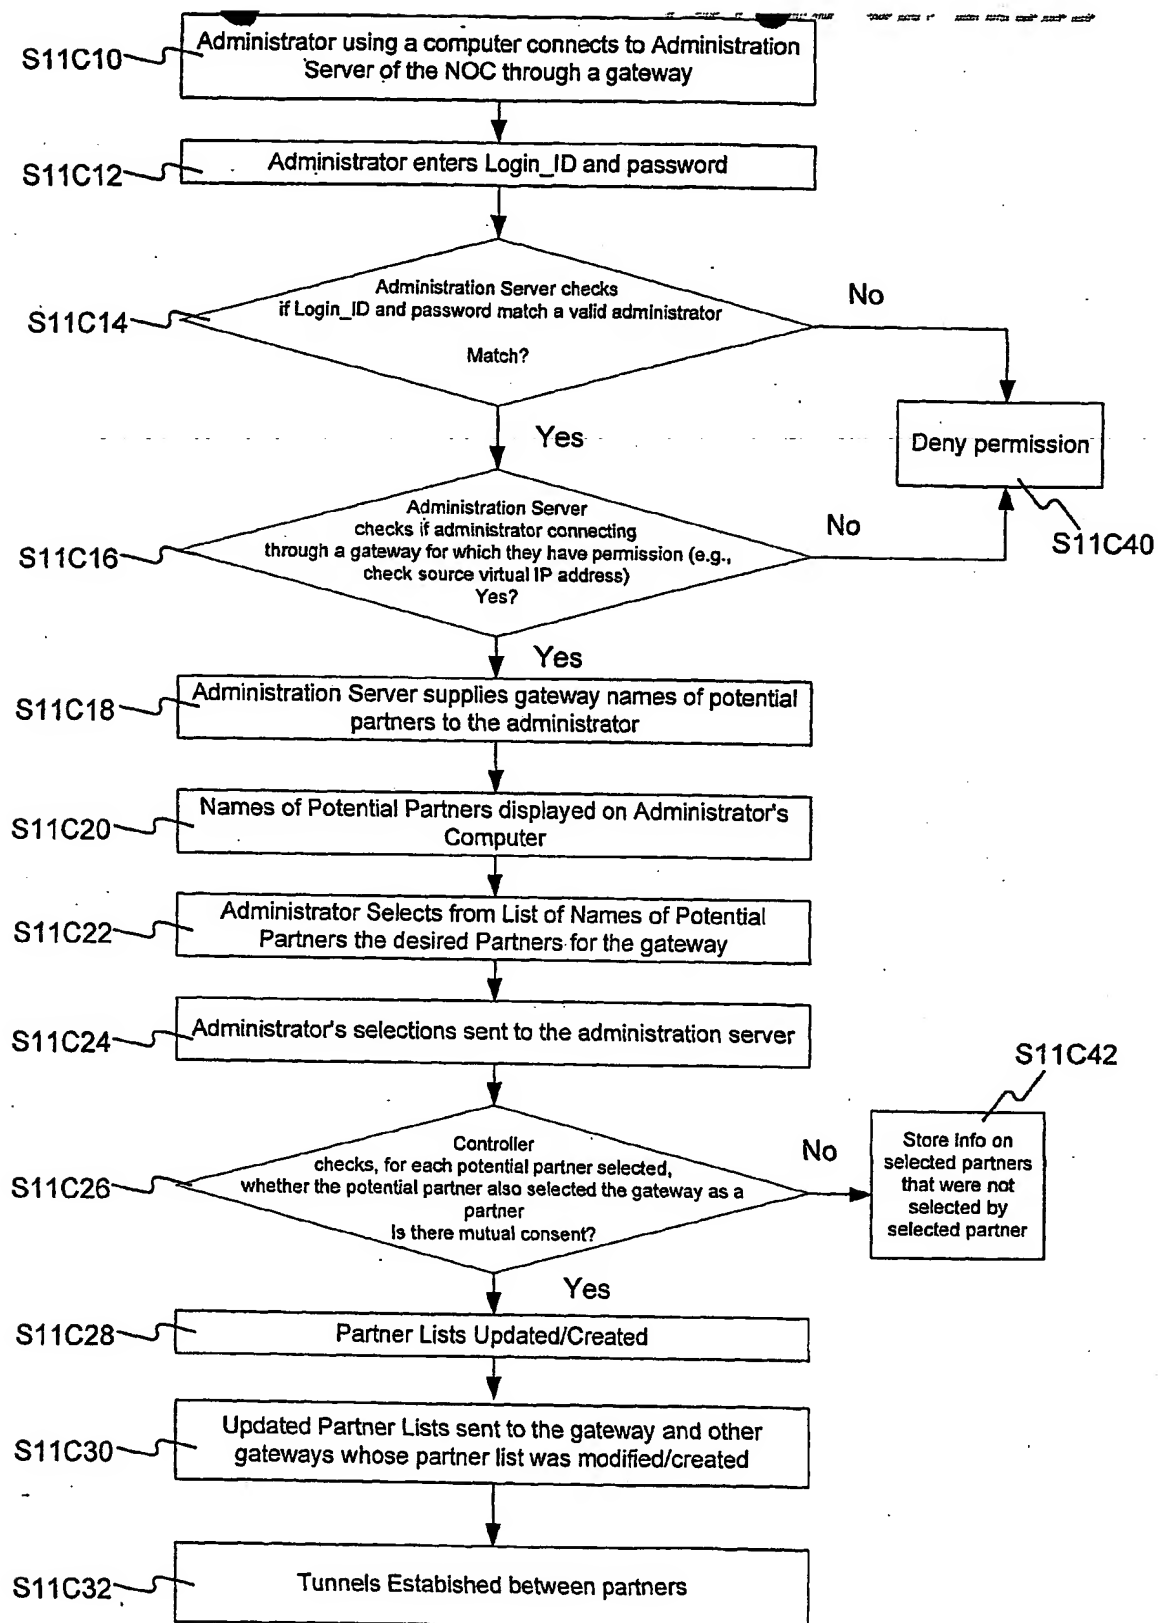 S11C10
Administrator using a computer connects to Administration
Server of the NOC through a gateway
S11C12
Administrator enters Login_ID and password
S11C14
Administration Server checks
if Login_ID and password match a valid administrator
Match?
No
Yes
Deny permission
S11C40
S11C16
Administration Server
checks if administrator connecting
through a gateway for which they have permission (e.g.,
check source virtual IP address)
Yes?
No
Yes
S11C18
Administration Server supplies gateway names of potential
partners to the administrator
S11C20
Names of Potential Partners displayed on Administrator's
Computer
S11C22
Administrator Selects from List of Names of Potential
Partners the desired Partners for the gateway
S11C24
Administrator's selections sent to the administration server
S11C26
Controller
checks, for each potential partner selected,
whether the potential partner also selected the gateway as a
partner
Is there mutual consent?
No
S11C42
Store Info on
selected partners
that were not
selected by
selected partner
Yes
S11C28
Partner Lists Updated/Created
S11C30
Updated Partner Lists sent to the gateway and other
gateways whose partner list was modified/created
S11C32
Tunnels Estabished between partners